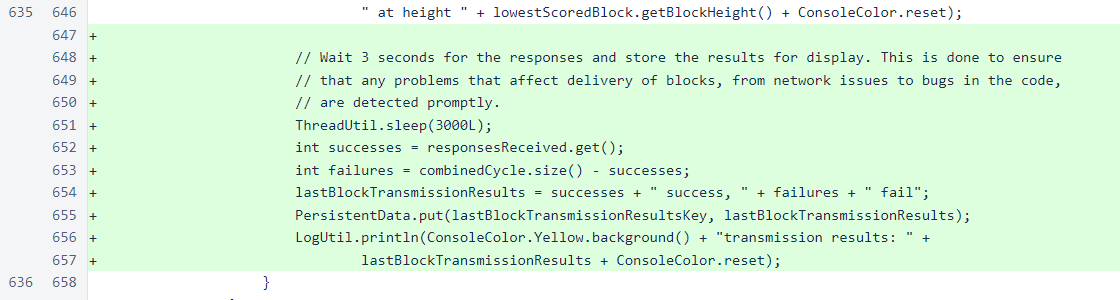 635 646 " at height " + lowestScoredBlock.getBlockHeight() + ConsoleColor.reset);
647 +
648 + // Wait 3 seconds for the responses and store the results for display. This is done to ensure
649 + // that any problems that affect delivery of blocks, from network issues to bugs in the code,
650 + // are detected promptly.
651 + ThreadUtil.sleep(3000L);
652 + int successes = responsesReceived.get();
653 + int failures = combinedCycle.size() - successes;
654 + lastBlockTransmissionResults = successes + " success, " + failures + " fail";
655 + PersistentData.put(lastBlockTransmissionResultsKey, lastBlockTransmissionResults);
656 + LogUtil.println(ConsoleColor.Yellow.background() + "transmission results: " +
657 + lastBlockTransmissionResults + ConsoleColor.reset);
636 658 }